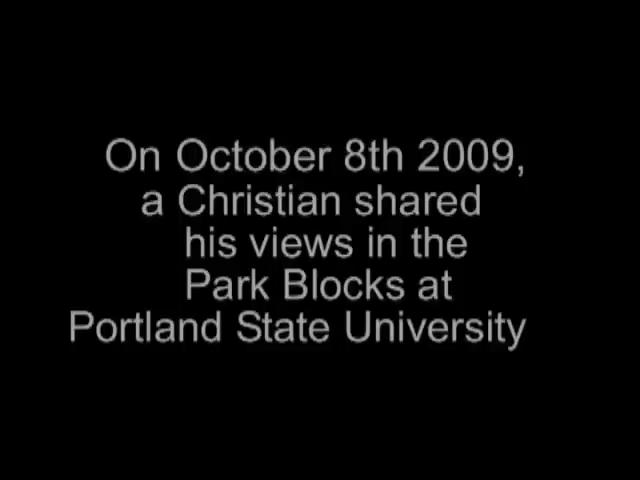 On October 8th 2009,
a Christian shared
his views in the
Park Blocks at
Portland State University